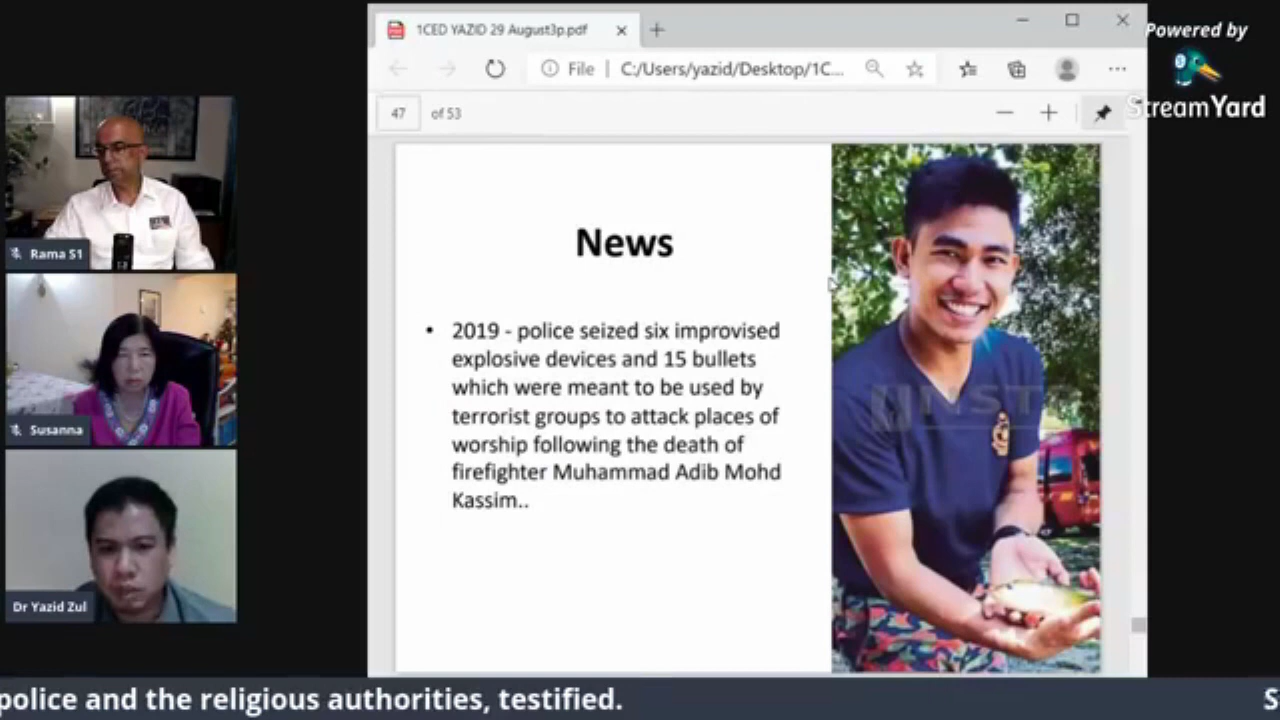 1CED YAZID 29 August3p.pdf
Powered by
File
C:/Users/yazid/Desktop/1C...
StreamYard
47
of 53
News
• 2019 - police seized six improvised
explosive devices and 15 bullets
which were meant to be used by
terrorist groups to attack places of
worship following the death of
firefighter Muhammad Adib Mohd
Kassim..
NST
Rama S1
Susanna
Dr Yazid Zul
police and the religious authorities, testified.
S